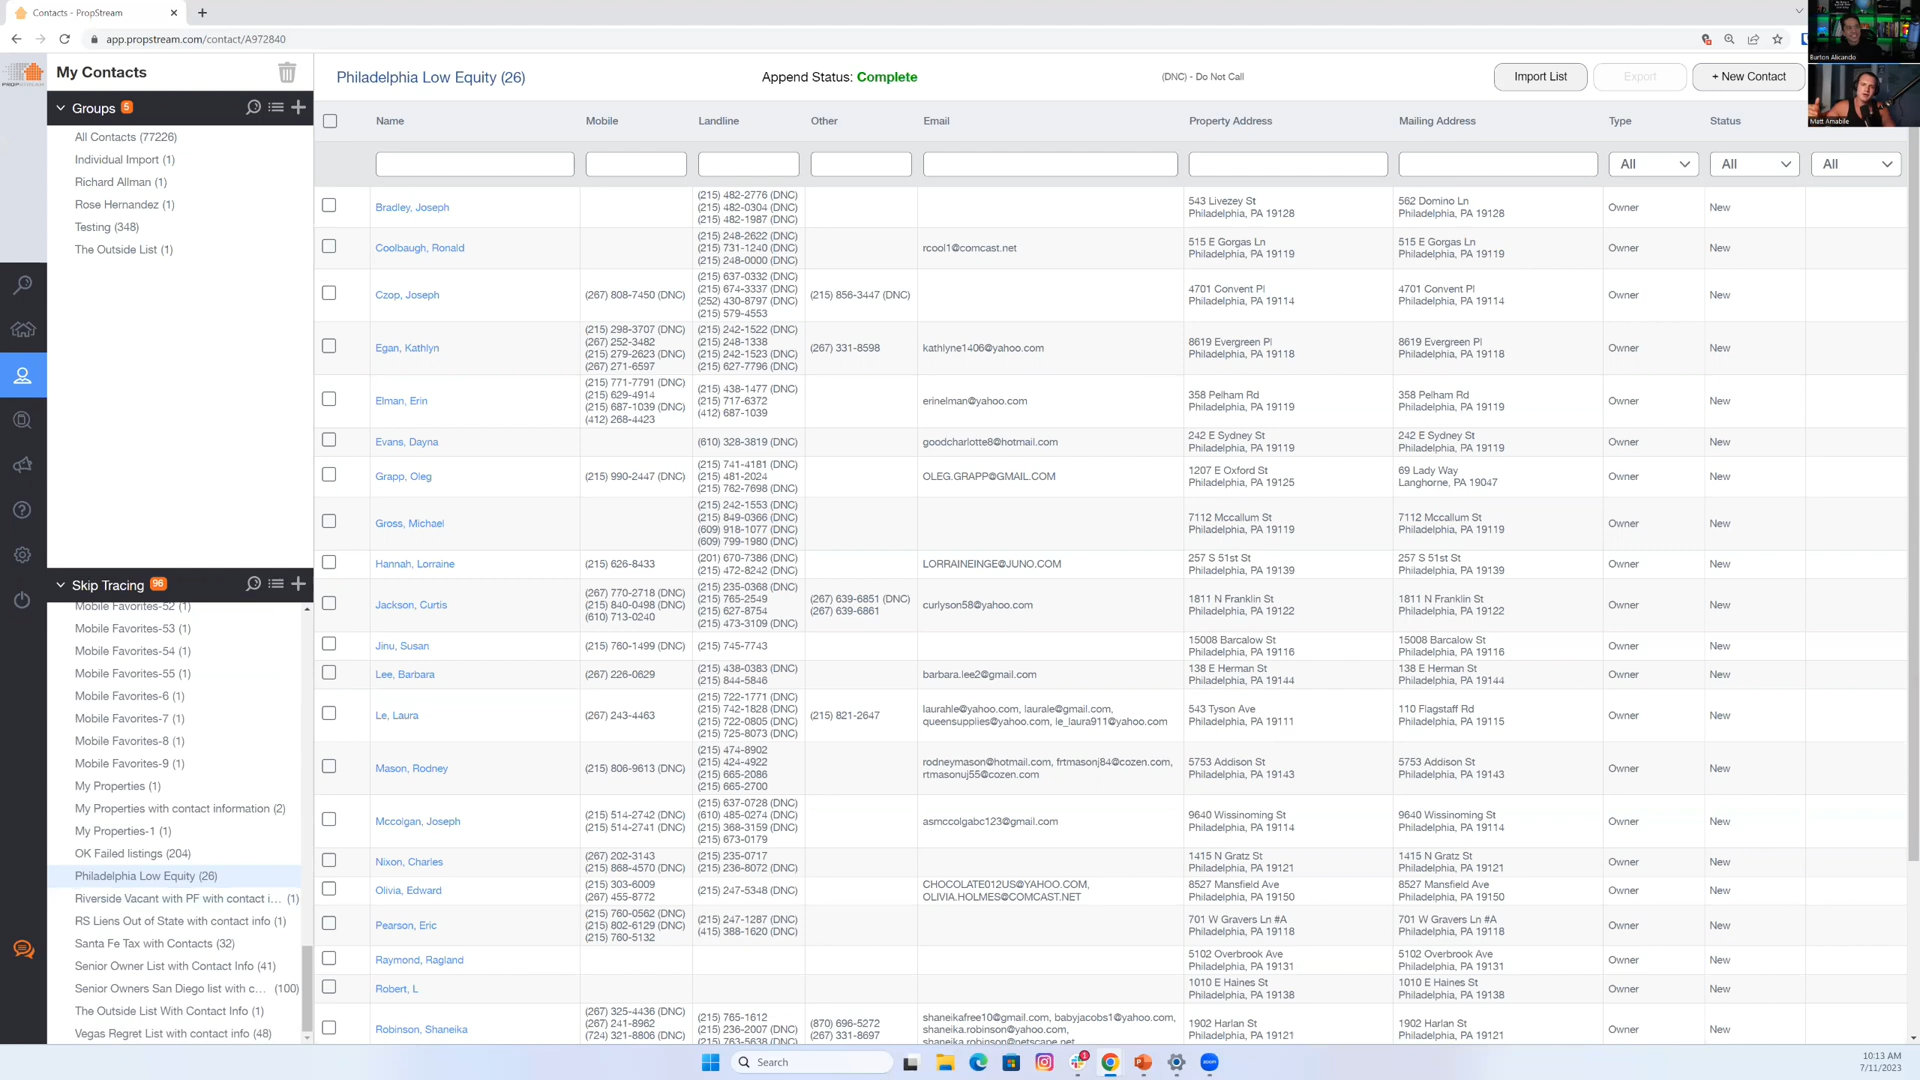 Contacts - PropStream
app.propstream.com/contact/A972840
Burton Alicando
Matt Amabile
PROPSTREAM
My Contacts
Groups 5
All Contacts (77226)
Individual Import (1)
Richard Allman (1)
Rose Hernandez (1)
Testing (348)
The Outside List (1)
Skip Tracing 96
Mobile Favorites-52 (1)
Mobile Favorites-53 (1)
Mobile Favorites-54 (1)
Mobile Favorites-55 (1)
Mobile Favorites-6 (1)
Mobile Favorites-7 (1)
Mobile Favorites-8 (1)
Mobile Favorites-9 (1)
My Properties (1)
My Properties with contact information (2)
My Properties-1 (1)
OK Failed listings (204)
Philadelphia Low Equity (26)
Riverside Vacant with PF with contact i... (1)
RS Liens Out of State with contact info (1)
Santa Fe Tax with Contacts (32)
Senior Owner List with Contact Info (41)
Senior Owners San Diego list with c... (100)
The Outside List With Contact Info (1)
Vegas Regret List with contact info (48)
Philadelphia Low Equity (26)
Append Status: Complete
(DNC) - Do Not Call
Import List
Export
+ New Contact
Name Mobile Landline Other Email Property Address Mailing Address Type Status
All All All
Bradley, Joseph
(215) 482-2776 (DNC)
(215) 482-0304 (DNC)
(215) 482-1987 (DNC)
543 Livezey St
Philadelphia, PA 19128
562 Domino Ln
Philadelphia, PA 19128
Owner
New
Coolbaugh, Ronald
(215) 248-2622 (DNC)
(215) 731-1240 (DNC)
(215) 248-0000 (DNC)
rcool1@comcast.net
515 E Gorgas Ln
Philadelphia, PA 19119
515 E Gorgas Ln
Philadelphia, PA 19119
Owner
New
Czop, Joseph
(267) 808-7450 (DNC)
(215) 637-0332 (DNC)
(215) 674-3337 (DNC)
(252) 430-8797 (DNC)
(215) 579-4553
(215) 856-3447 (DNC)
4701 Convent Pl
Philadelphia, PA 19114
4701 Convent Pl
Philadelphia, PA 19114
Owner
New
Egan, Kathlyn
(215) 298-3707 (DNC)
(267) 252-3482
(215) 279-2623 (DNC)
(267) 271-6597
(215) 242-1522 (DNC)
(215) 248-1338
(215) 242-1523 (DNC)
(215) 627-7796 (DNC)
(267) 331-8598
kathlyne1406@yahoo.com
8619 Evergreen Pl
Philadelphia, PA 19118
8619 Evergreen Pl
Philadelphia, PA 19118
Owner
New
Elman, Erin
(215) 771-7791 (DNC)
(215) 629-4914
(215) 687-1039 (DNC)
(412) 268-4423
(215) 438-1477 (DNC)
(215) 717-6372
(412) 687-1039
erinelman@yahoo.com
358 Pelham Rd
Philadelphia, PA 19119
358 Pelham Rd
Philadelphia, PA 19119
Owner
New
Evans, Dayna
(610) 328-3819 (DNC)
goodcharlotte8@hotmail.com
242 E Sydney St
Philadelphia, PA 19119
242 E Sydney St
Philadelphia, PA 19119
Owner
New
Grapp, Oleg
(215) 990-2447 (DNC)
(215) 741-4181 (DNC)
(215) 481-2024
(215) 762-7698 (DNC)
OLEG.GRAPP@GMAIL.COM
1207 E Oxford St
Philadelphia, PA 19125
69 Lady Way
Langhorne, PA 19047
Owner
New
Gross, Michael
(215) 242-1553 (DNC)
(215) 849-0366 (DNC)
(609) 918-1077 (DNC)
(609) 799-1980 (DNC)
7112 Mccallum St
Philadelphia, PA 19119
7112 Mccallum St
Philadelphia, PA 19119
Owner
New
Hannah, Lorraine
(215) 626-8433
(201) 670-7386 (DNC)
(215) 472-8242 (DNC)
LORRAINEINGE@JUNO.COM
257 S 51st St
Philadelphia, PA 19139
257 S 51st St
Philadelphia, PA 19139
Owner
New
Jackson, Curtis
(267) 770-2718 (DNC)
(215) 840-0498 (DNC)
(610) 713-0240
(215) 235-0368 (DNC)
(215) 765-2549
(215) 627-8754
(215) 473-3109 (DNC)
(267) 639-6851 (DNC)
(267) 639-6861
curlyson58@yahoo.com
1811 N Franklin St
Philadelphia, PA 19122
1811 N Franklin St
Philadelphia, PA 19122
Owner
New
Jinu, Susan
(215) 760-1499 (DNC)
(215) 745-7743
15008 Barcalow St
Philadelphia, PA 19116
15008 Barcalow St
Philadelphia, PA 19116
Owner
New
Lee, Barbara
(267) 226-0629
(215) 438-0383 (DNC)
(215) 844-5846
barbara.lee2@gmail.com
138 E Herman St
Philadelphia, PA 19144
138 E Herman St
Philadelphia, PA 19144
Owner
New
Le, Laura
(267) 243-4463
(215) 722-1771 (DNC)
(215) 742-1828 (DNC)
(215) 722-0805 (DNC)
(215) 725-8073 (DNC)
(215) 821-2647
laurahle@yahoo.com, laurale@gmail.com,
queensupplies@yahoo.com, le_laura911@yahoo.com
543 Tyson Ave
Philadelphia, PA 19111
110 Flagstaff Rd
Philadelphia, PA 19115
Owner
New
Mason, Rodney
(215) 806-9613 (DNC)
(215) 474-8902
(215) 424-4922
(215) 665-2086
(215) 665-2700
rodneymason@hotmail.com, frtmasonj84@cozen.com,
rtmasonuj55@cozen.com
5753 Addison St
Philadelphia, PA 19143
5753 Addison St
Philadelphia, PA 19143
Owner
New
Mccolgan, Joseph
(215) 514-2742 (DNC)
(215) 514-2741 (DNC)
(215) 637-0728 (DNC)
(610) 485-0274 (DNC)
(215) 368-3159 (DNC)
(215) 673-0179
asmccolgabc123@gmail.com
9640 Wissinoming St
Philadelphia, PA 19114
9640 Wissinoming St
Philadelphia, PA 19114
Owner
New
Nixon, Charles
(267) 202-3143
(215) 868-4570 (DNC)
(215) 235-0717
(215) 236-8072 (DNC)
1415 N Gratz St
Philadelphia, PA 19121
1415 N Gratz St
Philadelphia, PA 19121
Owner
New
Olivia, Edward
(215) 303-6009
(267) 455-8772
(215) 247-5348 (DNC)
CHOCOLATE012US@YAHOO.COM,
OLIVIA.HOLMES@COMCAST.NET
8527 Mansfield Ave
Philadelphia, PA 19150
8527 Mansfield Ave
Philadelphia, PA 19150
Owner
New
Pearson, Eric
(215) 760-0562 (DNC)
(215) 802-6129 (DNC)
(215) 760-5132
(215) 247-1287 (DNC)
(415) 388-1620 (DNC)
701 W Gravers Ln #A
Philadelphia, PA 19118
701 W Gravers Ln #A
Philadelphia, PA 19118
Owner
New
Raymond, Ragland
5102 Overbrook Ave
Philadelphia, PA 19131
5102 Overbrook Ave
Philadelphia, PA 19131
Owner
New
Robert, L
1010 E Haines St
Philadelphia, PA 19138
1010 E Haines St
Philadelphia, PA 19138
Owner
New
Robinson, Shaneika
(267) 325-4436 (DNC)
(267) 241-8962
(724) 321-8806 (DNC)
(215) 765-1612
(215) 236-2007 (DNC)
(215) 763-5638 (DNC)
(870) 696-5272
(267) 331-8697
shaneikafree10@gmail.com, babyjacobs1@yahoo.com,
shaneika.robinson@yahoo.com,
shaneika.robinson@netscape.net
1902 Harlan St
Philadelphia, PA 19121
1902 Harlan St
Philadelphia, PA 19121
Owner
New
Search
1
zoom
10:13 AM
7/11/2023